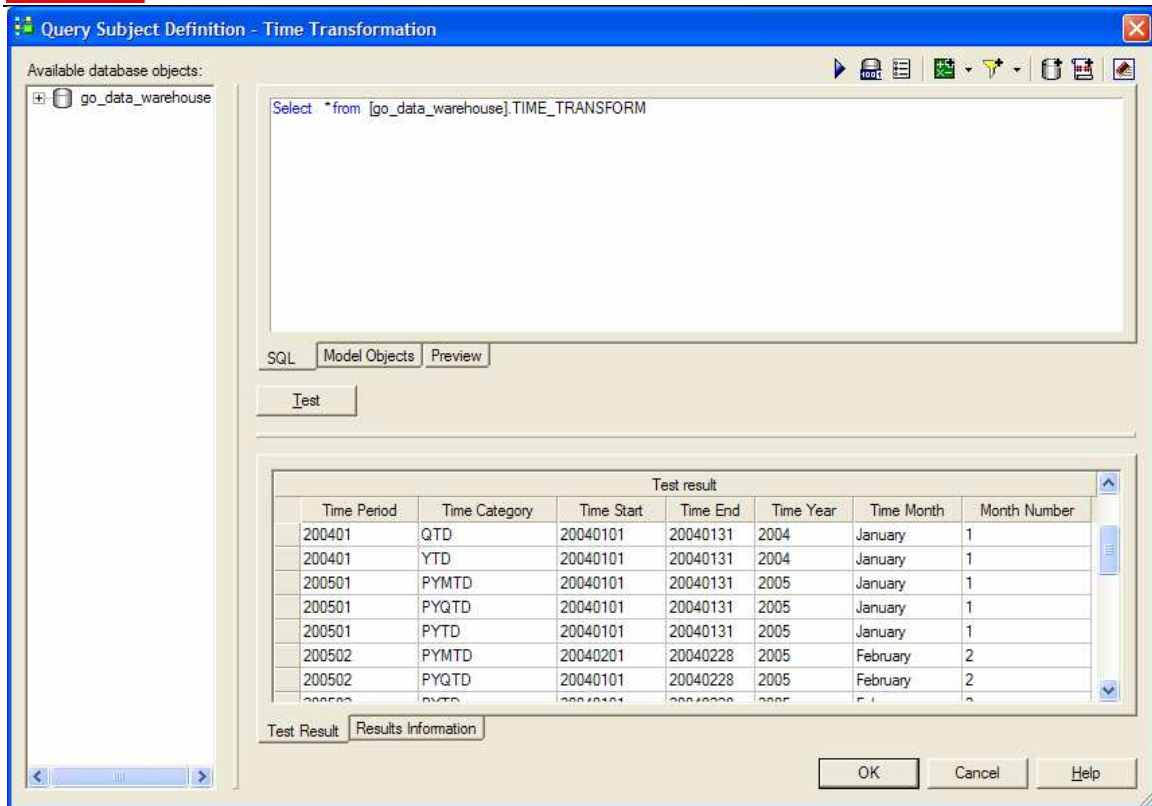 Query Subject Definition - Time Transformation
Available database objects:
go_data_warehouse
Select *from [go_data_warehouse].TIME_TRANSFORM
SQL Model Objects Preview
Test
Test result
Time Period Time Category Time Start Time End Time Year Time Month Month Number
200401 QTD 20040101 20040131 2004 January 1
200401 YTD 20040101 20040131 2004 January 1
200501 PYMTD 20040101 20040131 2005 January 1
200501 PYQTD 20040101 20040131 2005 January 1
200501 PYTD 20040101 20040131 2005 January 1
200502 PYMTD 20040201 20040228 2005 February 2
200502 PYQTD 20040101 20040228 2005 February 2
Test Result Results Information
OK Cancel Help